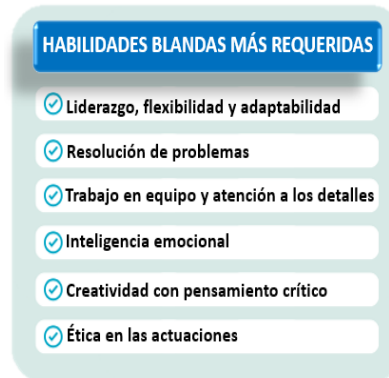 HABILIDADES BLANDAS MÁS REQUERIDAS
Liderazgo, flexibilidad y adaptabilidad
Resolución de problemas
Trabajo en equipo y atención a los detalles
Inteligencia emocional
Creatividad con pensamiento crítico
Ética en las actuaciones